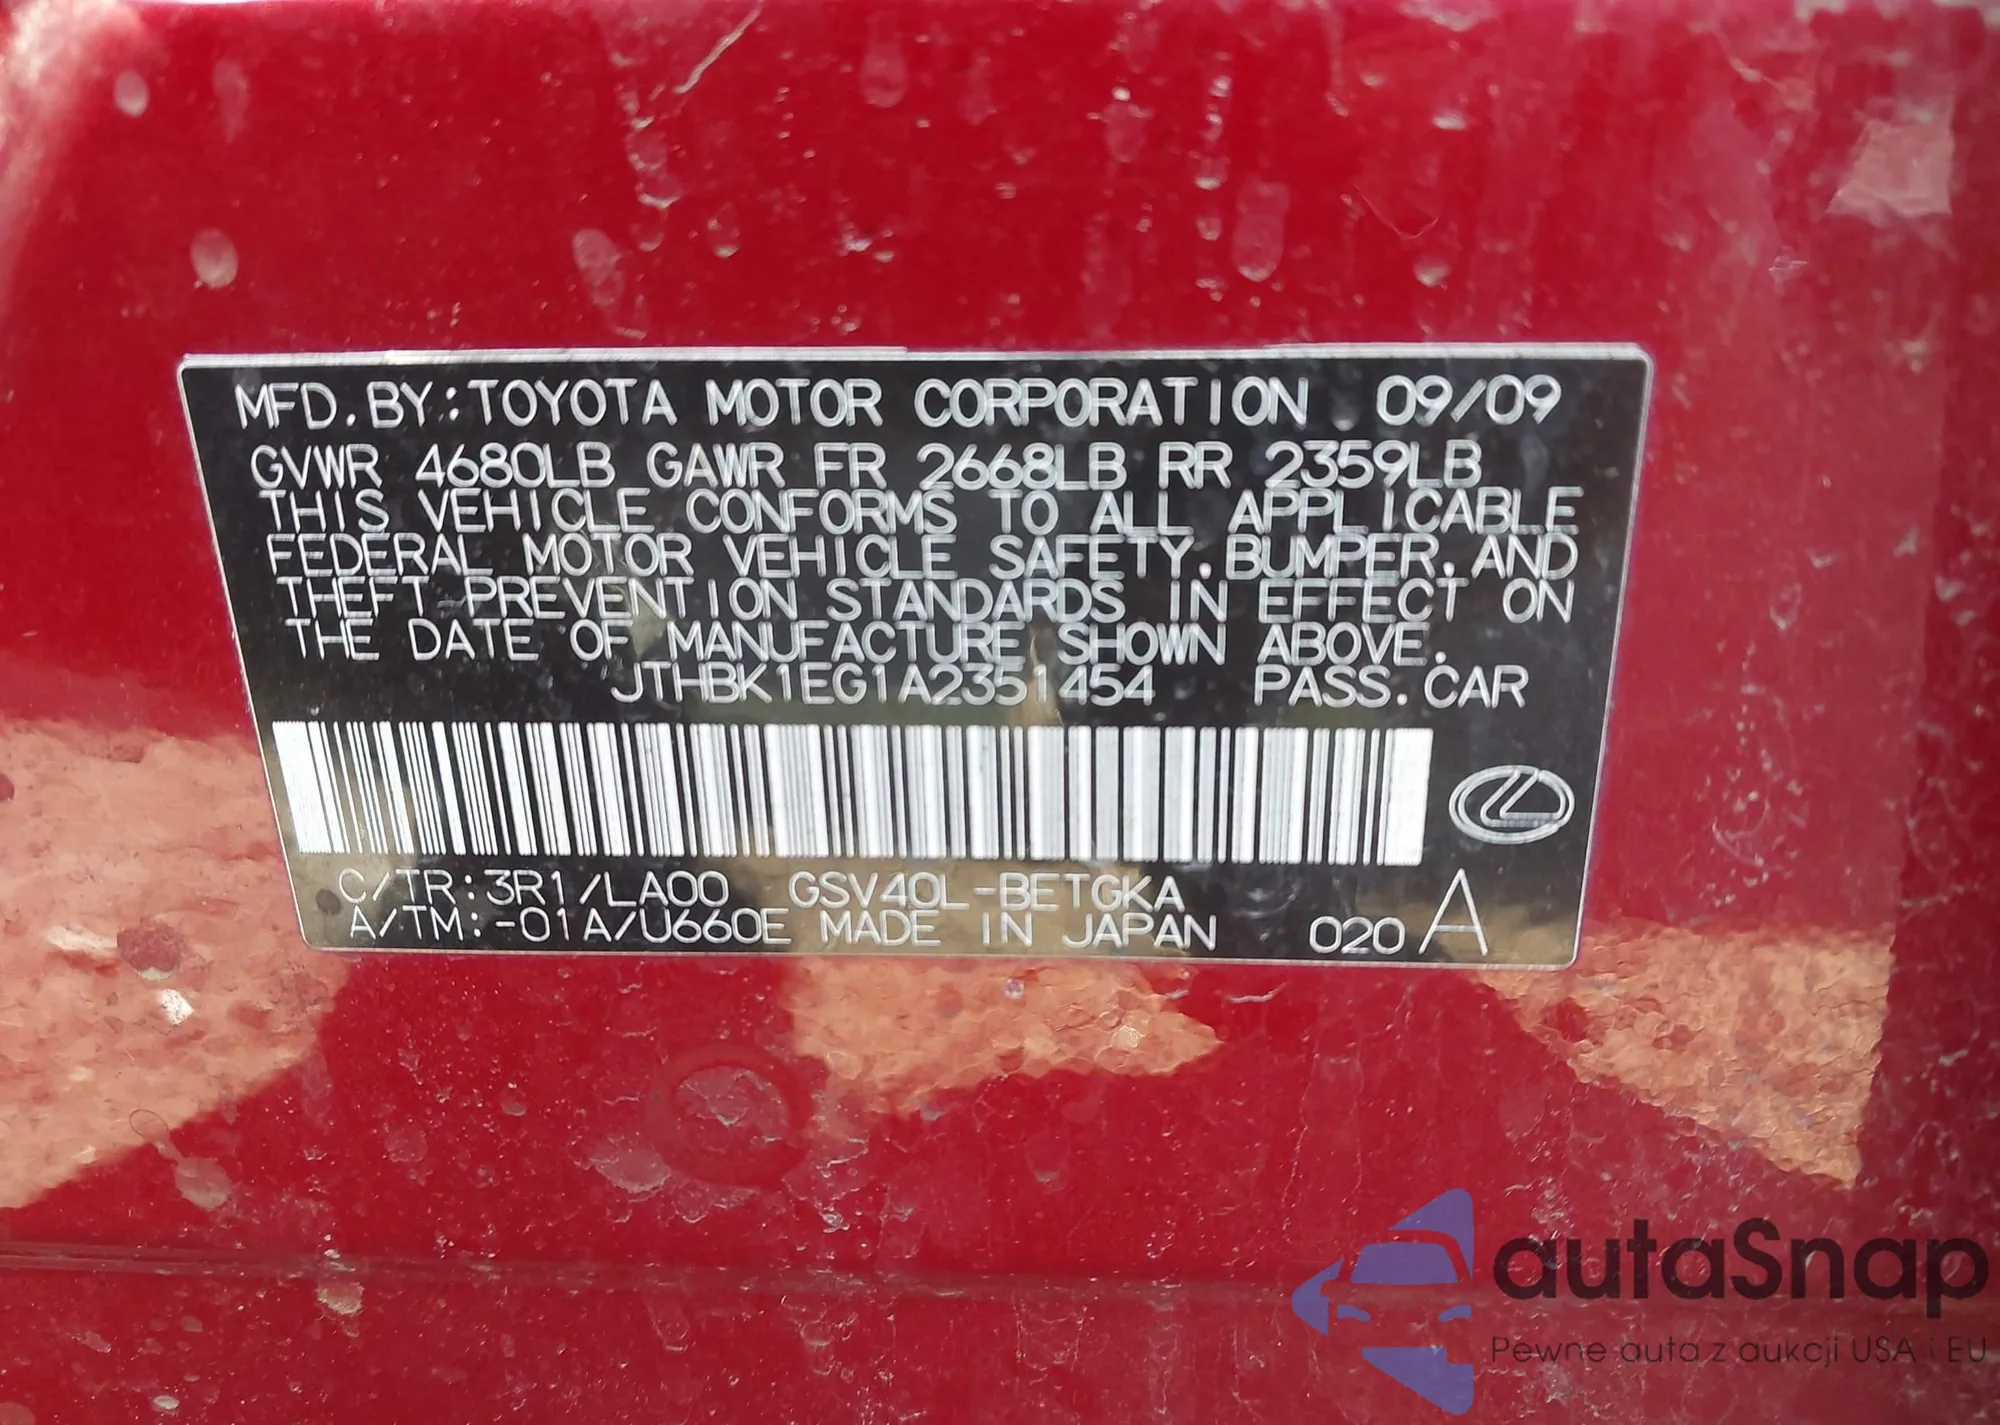 MFD. BY: TOYOTA MOTOR CORPORATION 09/09
GVWR 4680LB GAWR FR 2668LB RR 2359LB
THIS VEHICLE CONFORMS TO ALL APPLICABLE
FEDERAL MOTOR VEHICLE SAFETY, BUMPER, AND
THEFT PREVENTION STANDARDS IN EFFECT ON
THE DATE OF MANUFACTURE SHOWN ABOVE.
JTHBK1EG1A2351454 PASS. CAR
C/TR: 3R1/LA00 GSV40L-BETGKA
A/TM: -01A/U660E MADE IN JAPAN 020 A
autaSnap
Pewne auta z aukcji USA i EU